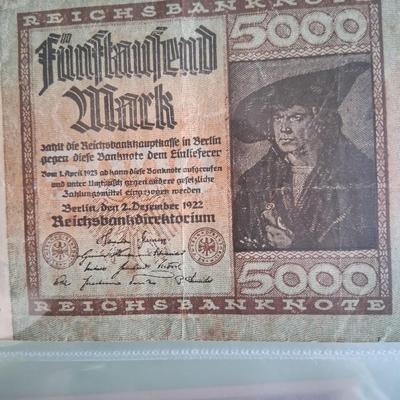 REICHSBANKNOTE
5000
Fünftausend
Mark
zahlt die Reichsbankhauptkasse in Berlin
gegen diese Banknote dem Einlieferer
Vom 1. April 1923 ab kann diese Banknote aufgerufen
und unter Umtausch gegen andere gesetzliche
Zahlungsmittel eingezogen werden
Berlin, den 2. Dezember 1922
Reichsbankdirektorium
5000
REICHSBANKNOTE